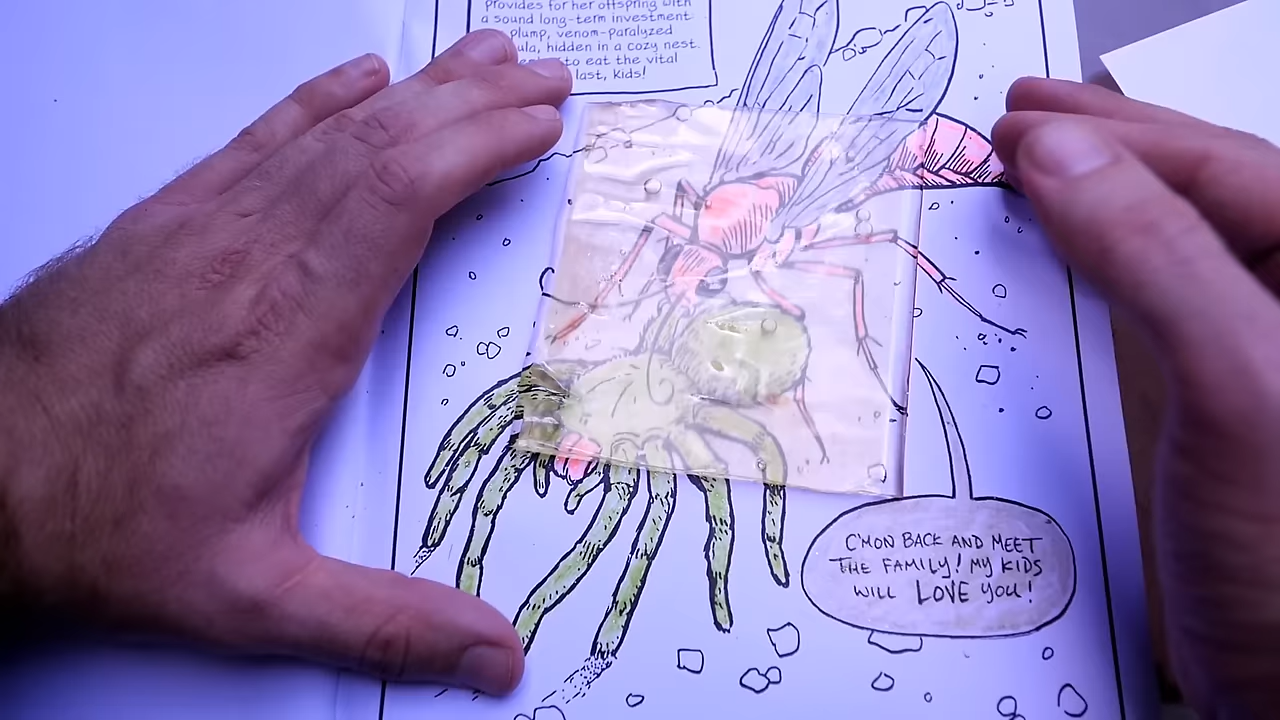 provides for her offspring with
a sound long-term investment:
plump, venom-paralyzed
ula, hidden in a cozy nest.
to eat the vital
last, kids!
C'MON BACK AND MEET
THE FAMILY! MY KIDS
WILL LOVE YOU!